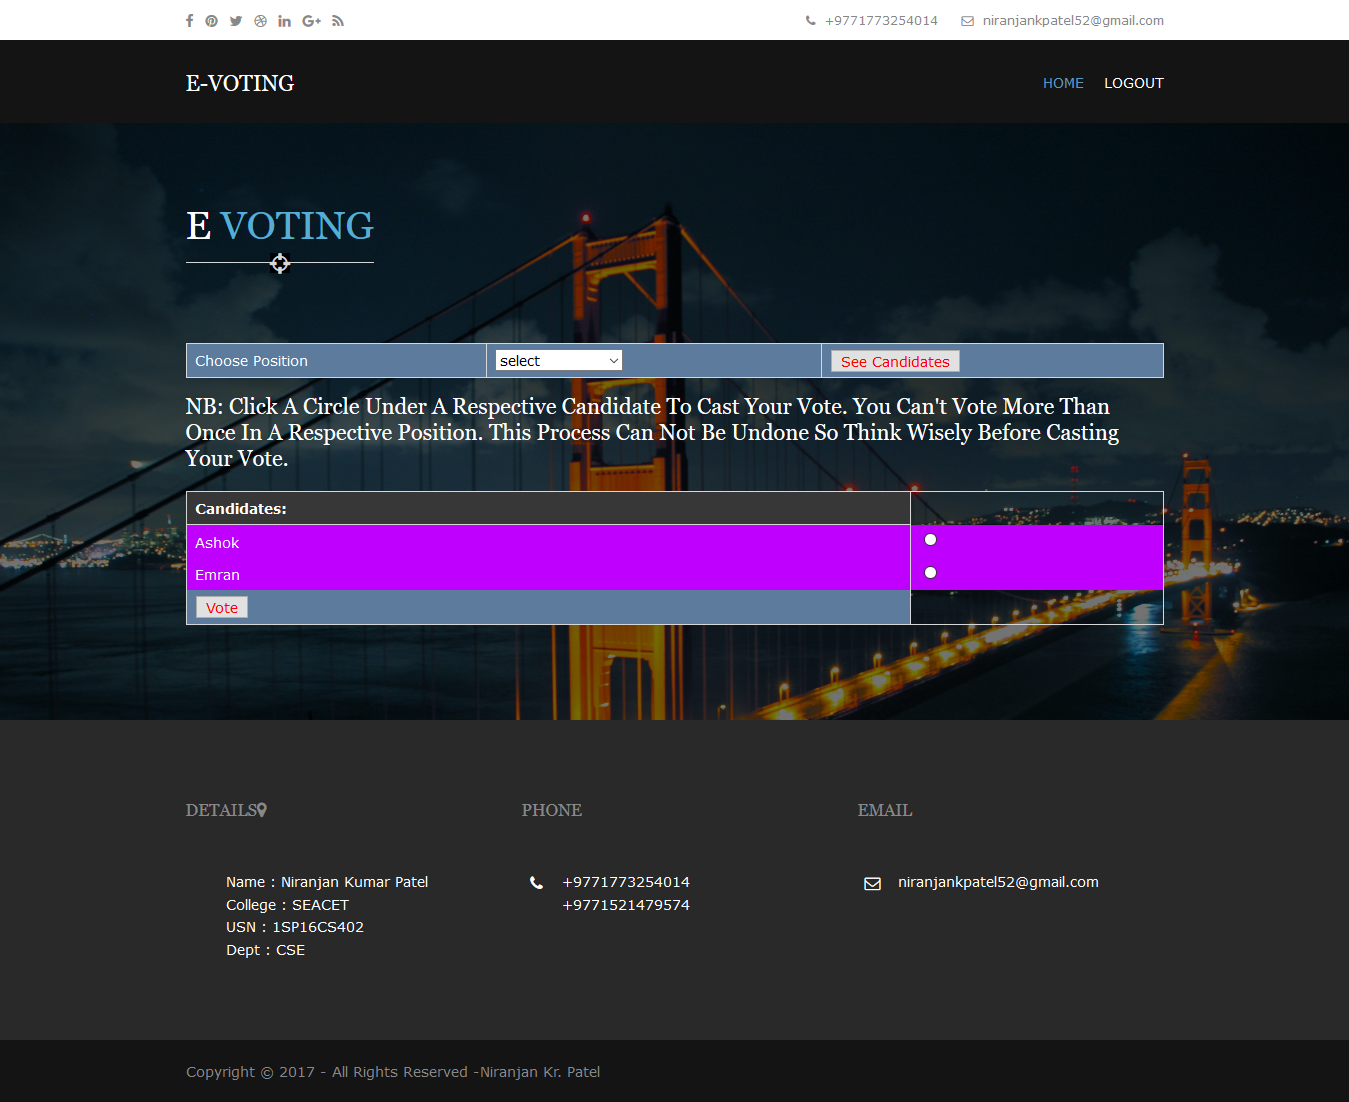 +9771773254014 niranjankpatel52@gmail.com
E-VOTING HOME LOGOUT
E VOTING
Choose Position select See Candidates
NB: Click A Circle Under A Respective Candidate To Cast Your Vote. You Can't Vote More Than
Once In A Respective Position. This Process Can Not Be Undone So Think Wisely Before Casting
Your Vote.
Candidates:
Ashok
Emran
Vote
DETAILS
Name : Niranjan Kumar Patel
College : SEACET
USN : 1SP16CS402
Dept : CSE
PHONE
+9771773254014
+9771521479574
EMAIL
niranjankpatel52@gmail.com
Copyright © 2017 - All Rights Reserved -Niranjan Kr. Patel